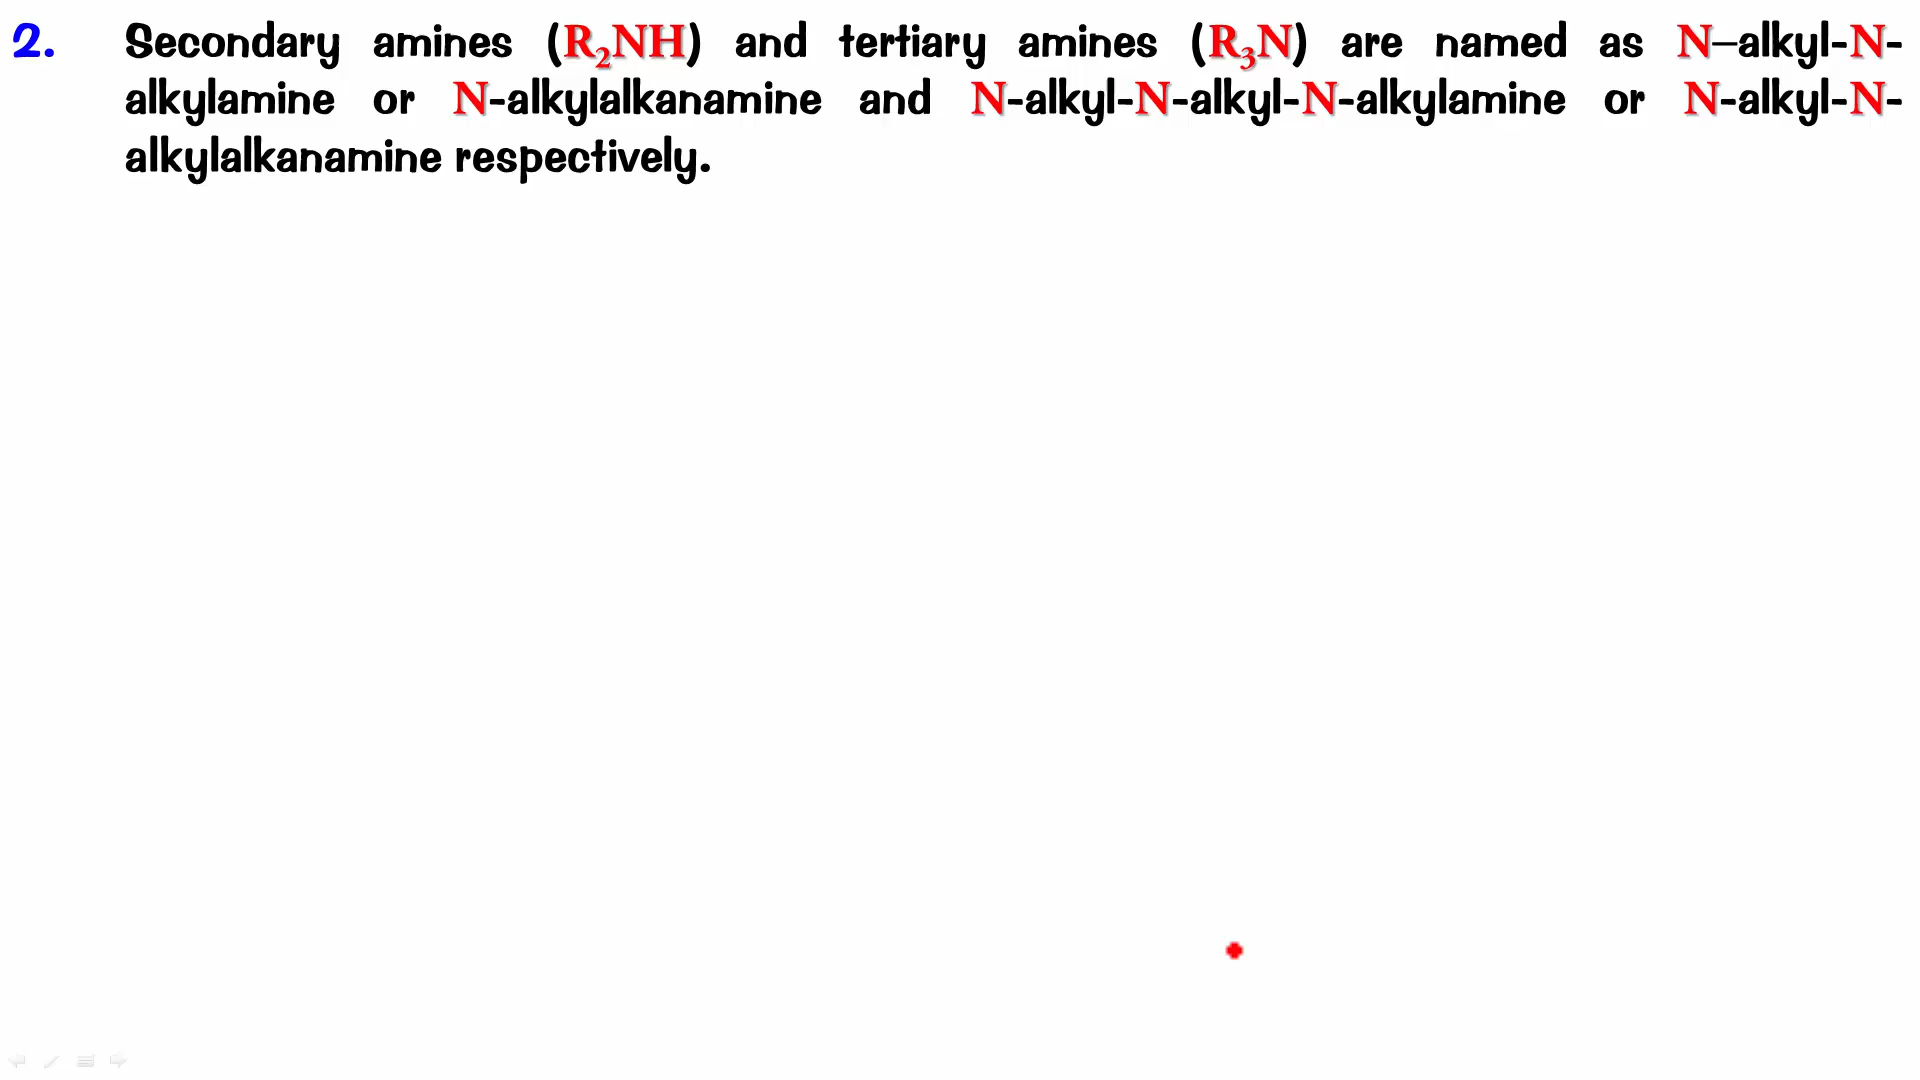 2. Secondary amines (R₂NH) and tertiary amines (R₃N) are named as N–alkyl-N-
alkylamine or N-alkylalkanamine and N-alkyl-N-alkyl-N-alkylamine or N-alkyl-N-
alkylalkanamine respectively.